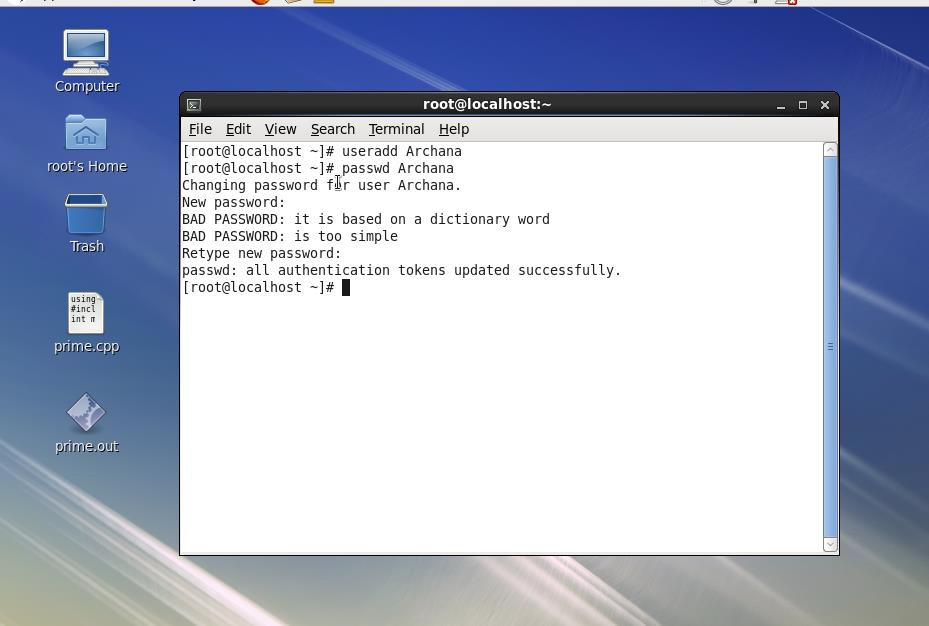 Computer
root's Home
Trash
using
#incl
int m
prime.cpp
prime.out
root@localhost:~
File Edit View Search Terminal Help
[root@localhost ~]# useradd Archana
[root@localhost ~]# passwd Archana
Changing password for user Archana.
New password:
BAD PASSWORD: it is based on a dictionary word
BAD PASSWORD: is too simple
Retype new password:
passwd: all authentication tokens updated successfully.
[root@localhost ~]#